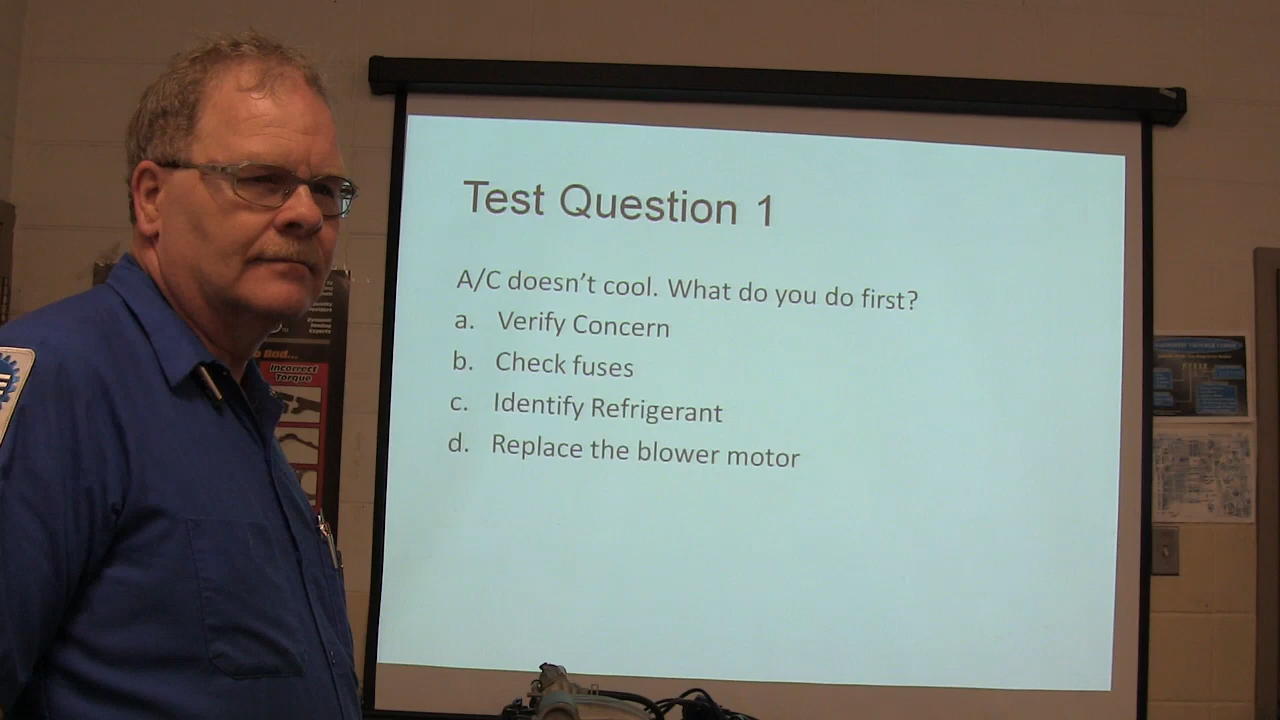 Test Question 1
A/C doesn't cool. What do you do first?
a. Verify Concern
b. Check fuses
c. Identify Refrigerant
d. Replace the blower motor
Incorrect
Torque